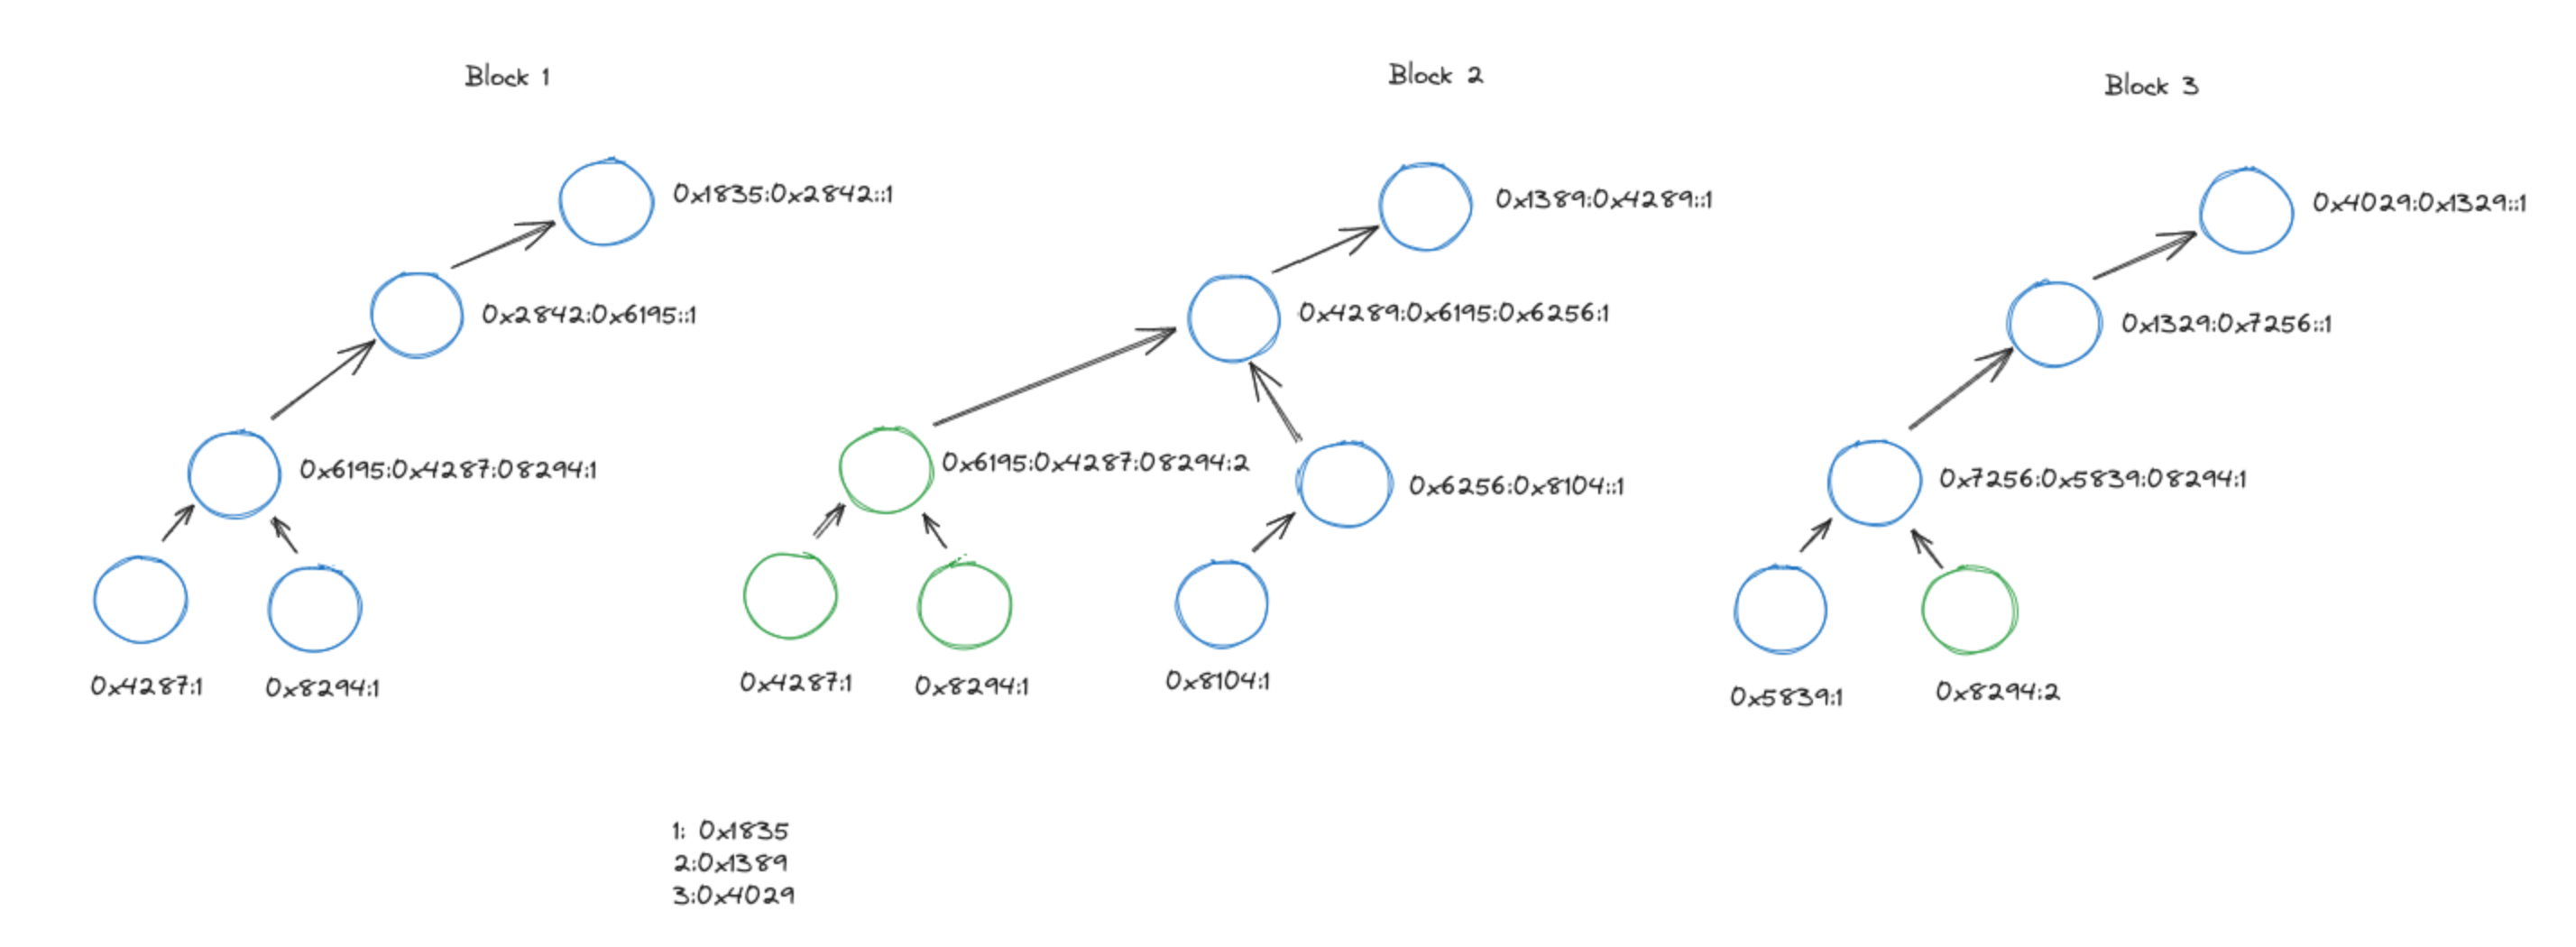 Block 1
0x1835:0x2842::1
0x2842:0x6195::1
0x6195:0x4287:08294:1
0x4287:1
0x8294:1
Block 2
0x1389:0x4289::1
0x4289:0x6195:0x6256:1
0x6195:0x4287:08294:2
0x6256:0x8104::1
0x4287:1
0x8294:1
0x8104:1
Block 3
0x4029:0x1329::1
0x1329:0x7256::1
0x7256:0x5839:08294:1
0x5839:1
0x8294:2
1: 0x1835
2:0x1389
3:0x4029